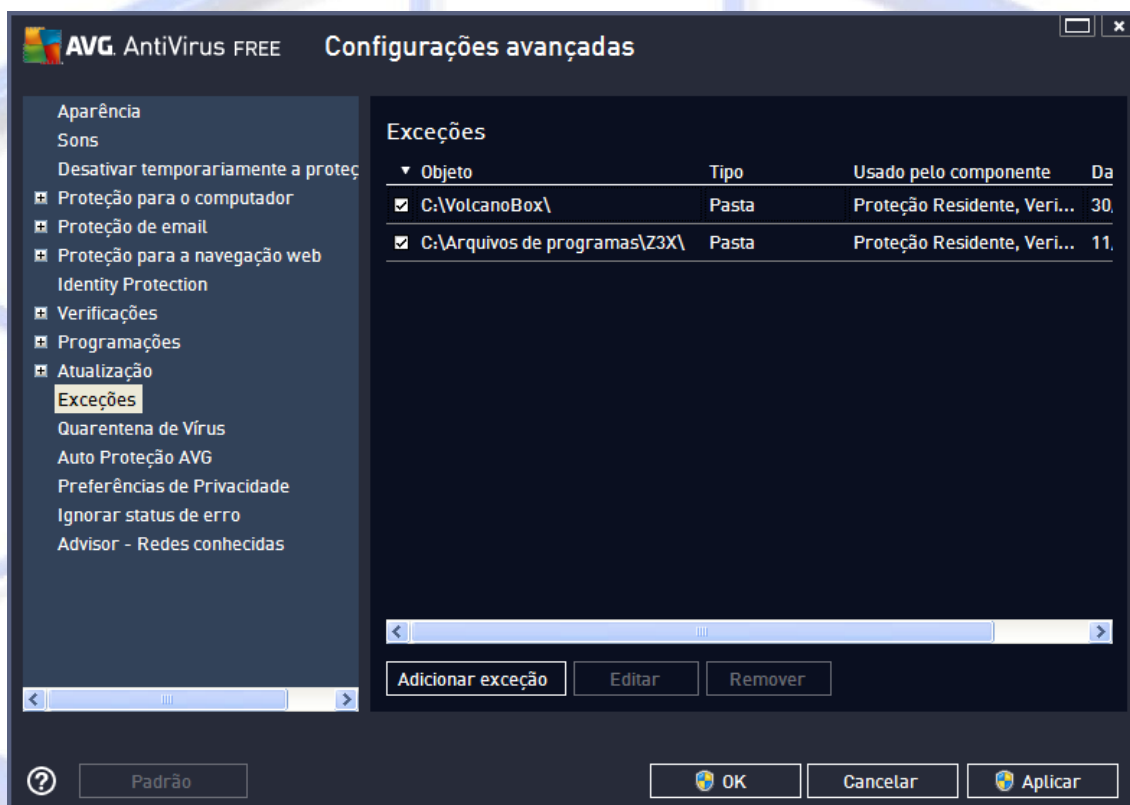 AVG. AntiVirus FREE Configurações avançadas
Aparência
Sons
Desativar temporariamente a proteç
Proteção para o computador
Proteção de email
Proteção para a navegação web
Identity Protection
Verificações
Programações
Atualização
Exceções
Quarentena de Vírus
Auto Proteção AVG
Preferências de Privacidade
Ignorar status de erro
Advisor - Redes conhecidas
Exceções
Objeto Tipo Usado pelo componente Da
C:\VolcanoBox\ Pasta Proteção Residente, Veri... 30,
C:\Arquivos de programas\Z3X\ Pasta Proteção Residente, Veri... 11,
Adicionar exceção Editar Remover
Padrão OK Cancelar Aplicar